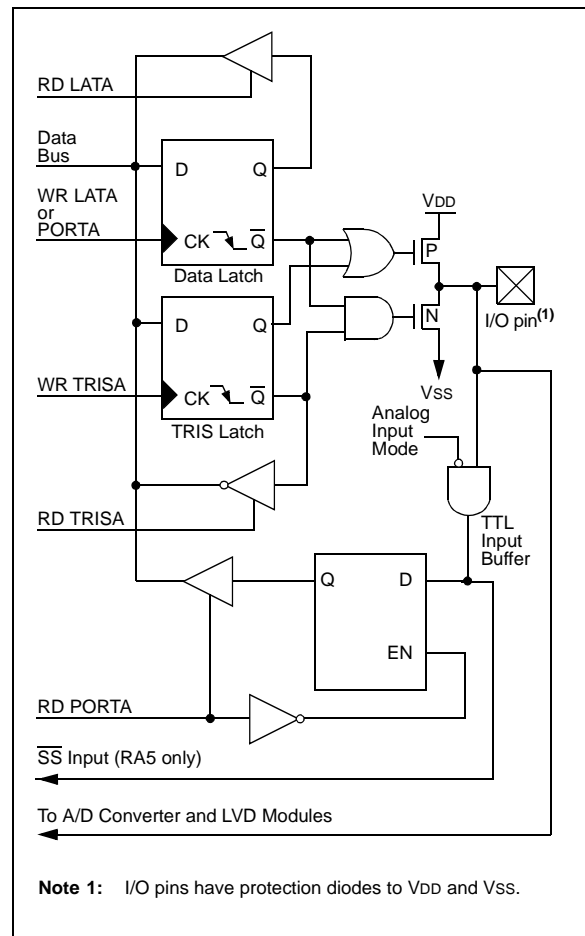 RD LATA
Data
Bus
D Q
VDD
WR LATA
or
PORTA
CK Q
P
Data Latch
N
I/O pin(1)
D Q
WR TRISA
CK Q
VSS
TRIS Latch
Analog
Input
Mode
TTL
Input
Buffer
RD TRISA
Q D
EN
RD PORTA
SS Input (RA5 only)
To A/D Converter and LVD Modules
Note 1: I/O pins have protection diodes to VDD and VSS.